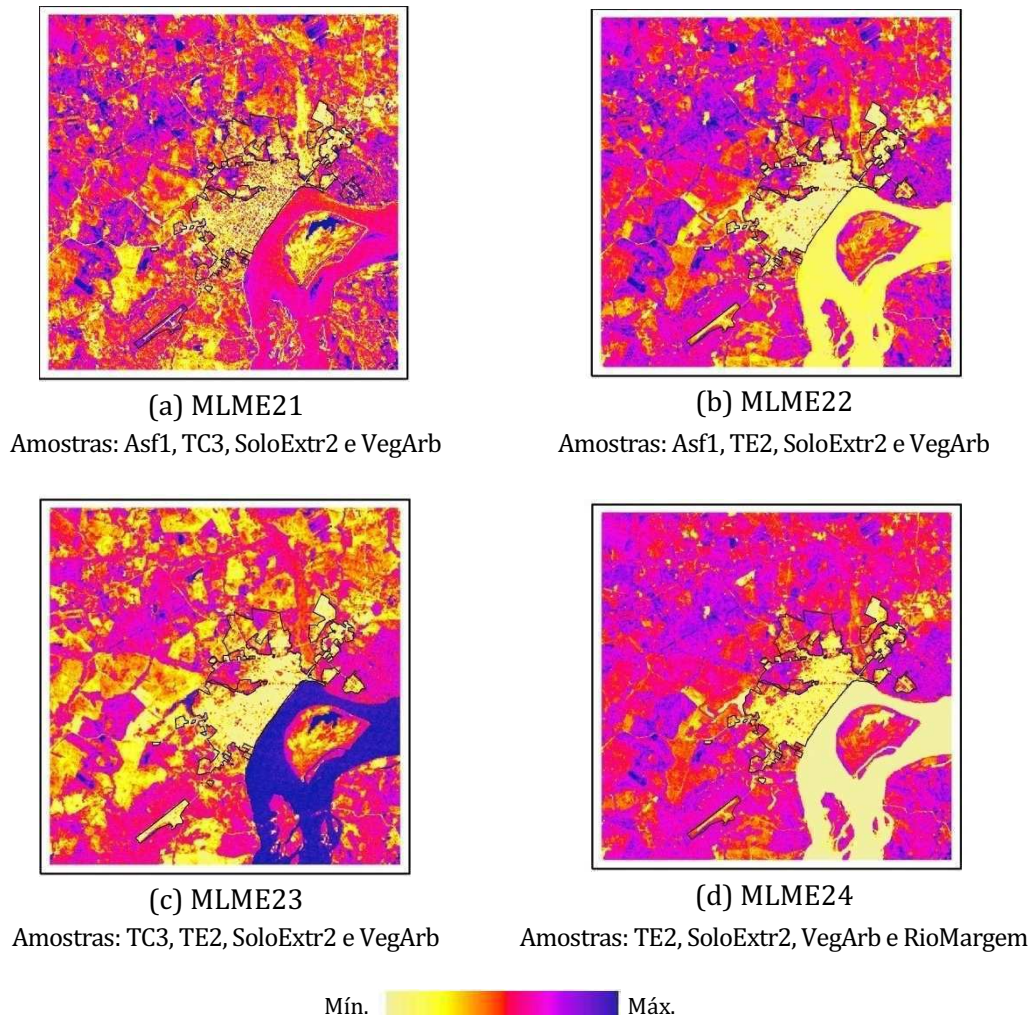 (a) MLME21
Amostras: Asf1, TC3, SoloExtr2 e VegArb
(b) MLME22
Amostras: Asf1, TE2, SoloExtr2 e VegArb
(c) MLME23
Amostras: TC3, TE2, SoloExtr2 e VegArb
(d) MLME24
Amostras: TE2, SoloExtr2, VegArb e RioMargem
Mín. Máx.